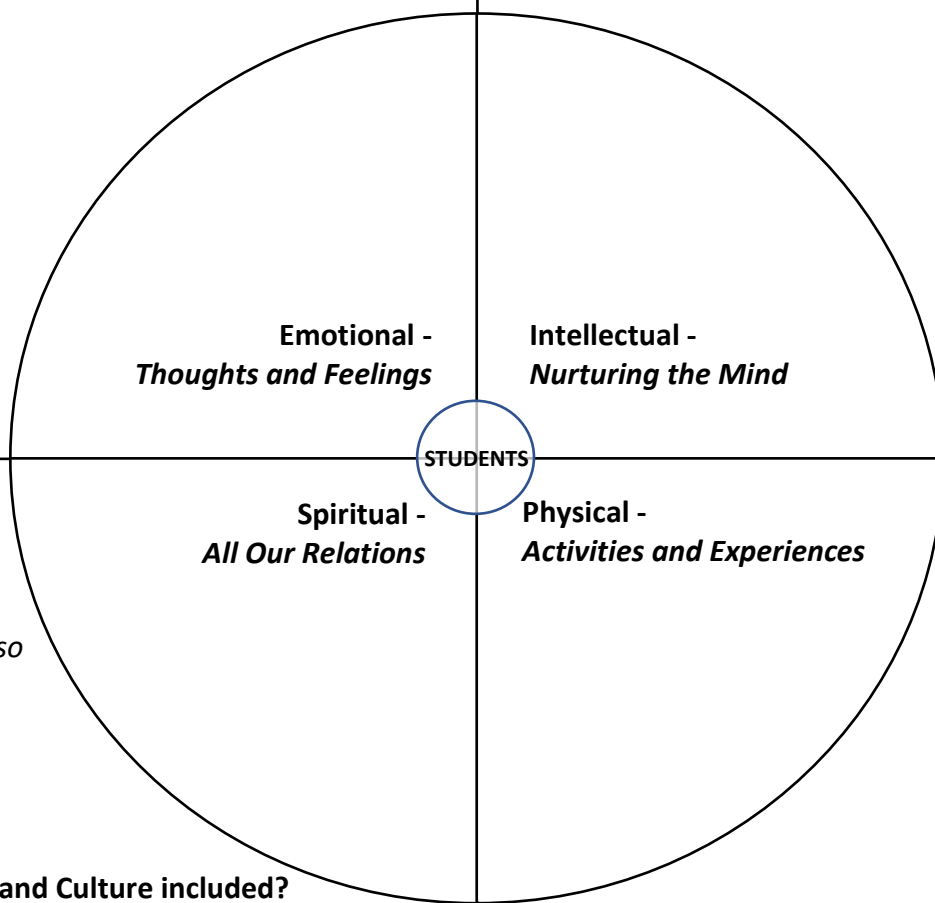 Emotional -
Thoughts and Feelings
Intellectual -
Nurturing the Mind
STUDENTS
Spiritual -
All Our Relations
Physical -
Activities and Experiences
so
and Culture included?